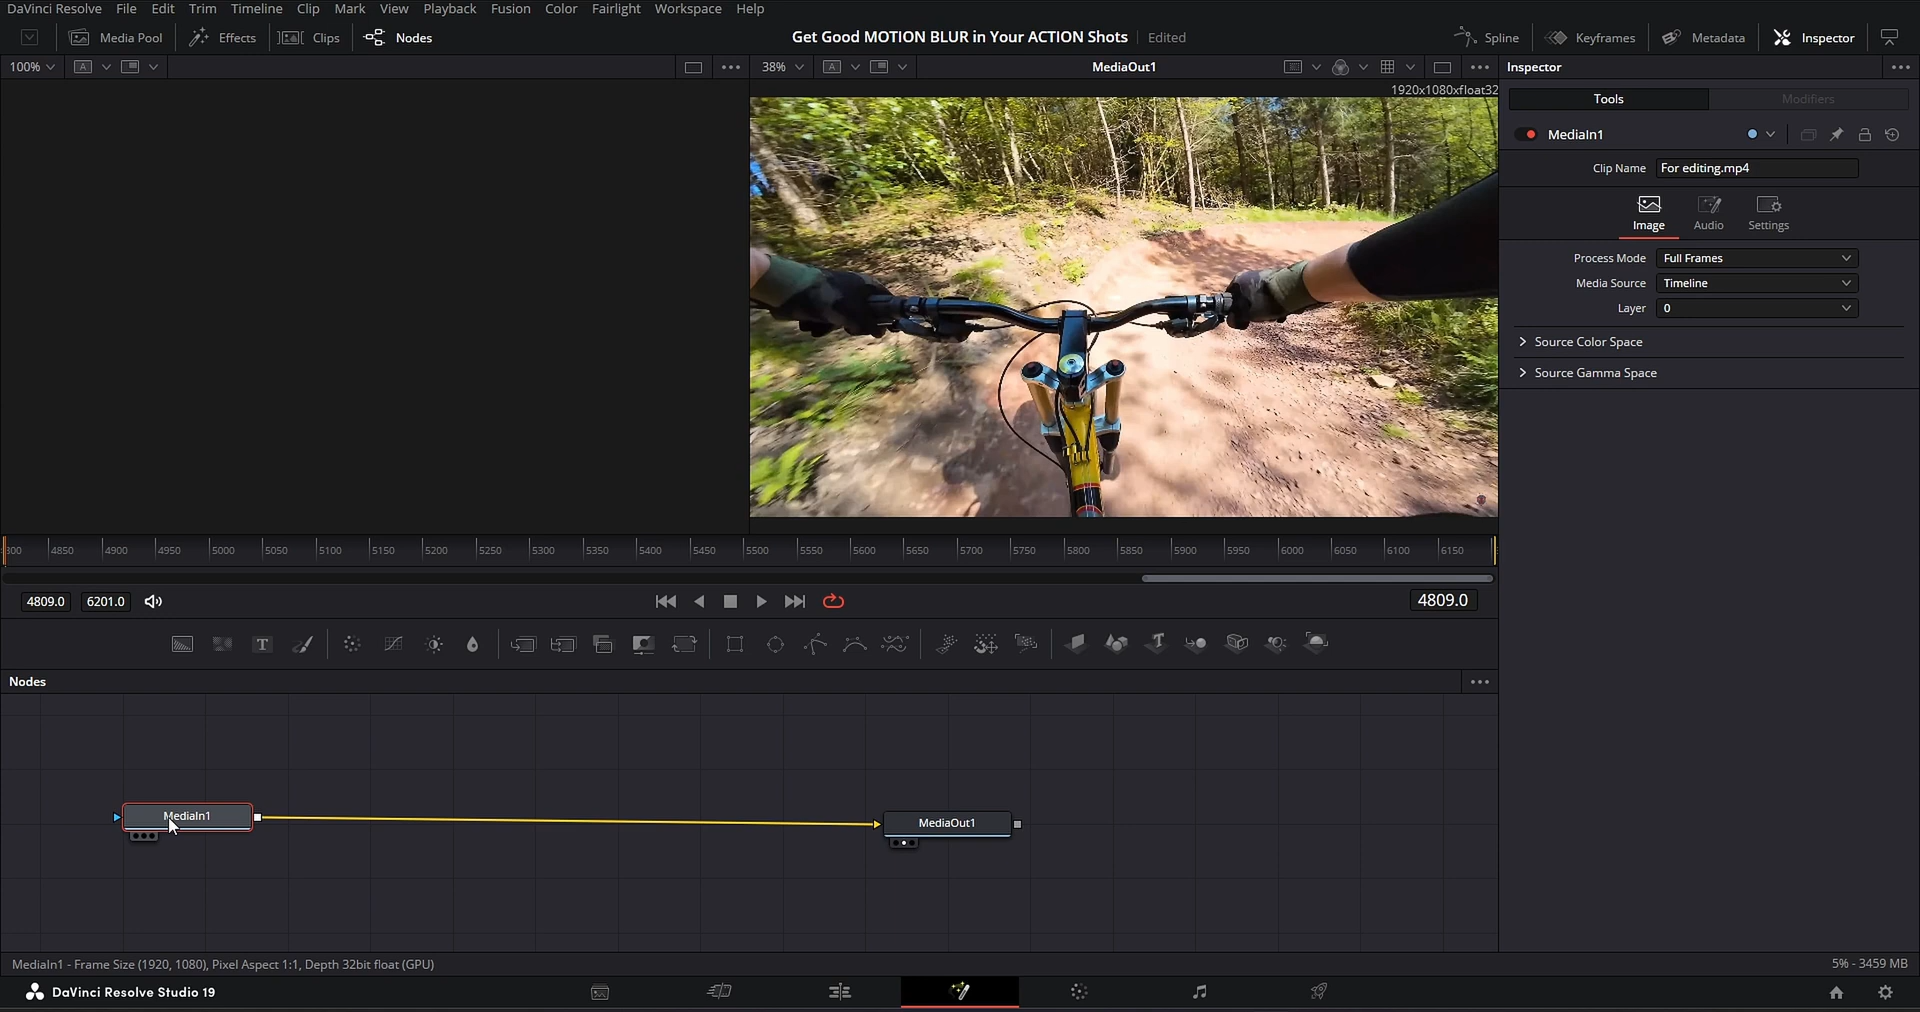 DaVinci Resolve File Edit Trim Timeline Clip Mark View Playback Fusion Color Fairlight Workspace Help
Media Pool Effects Clips Nodes Get Good MOTION BLUR in Your ACTION Shots Edited Spline Keyframes Metadata Inspector
100% A 38% A MediaOut1 Inspector
1920x1080xfloat32
Tools Modifiers
MediaIn1
Clip Name For editing.mp4
Image Audio Settings
Process Mode Full Frames
Media Source Timeline
Layer 0
Source Color Space
Source Gamma Space
4850 4900 4950 5000 5050 5100 5150 5200 5250 5300 5350 5400 5450 5500 5550 5600 5650 5700 5750 5800 5850 5900 5950 6000 6050 6100 6150
4809.0 6201.0 4809.0
T T
Nodes
MediaIn1 MediaOut1
MediaIn1 - Frame Size (1920, 1080), Pixel Aspect 1:1, Depth 32bit float (GPU) 5% - 3459 MB
DaVinci Resolve Studio 19